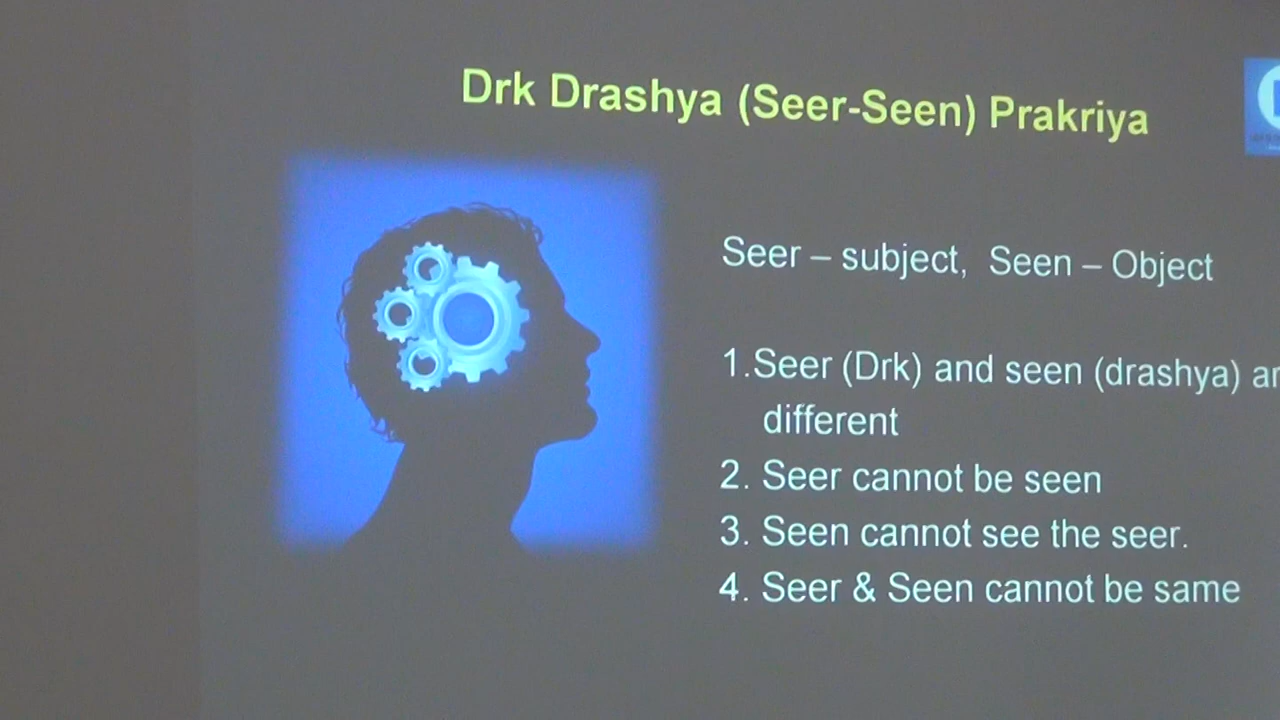 Drk Drashya (Seer-Seen) Prakriya
Seer – subject, Seen – Object
1.Seer (Drk) and seen (drashya) ar
different
2. Seer cannot be seen
3. Seen cannot see the seer.
4. Seer & Seen cannot be same